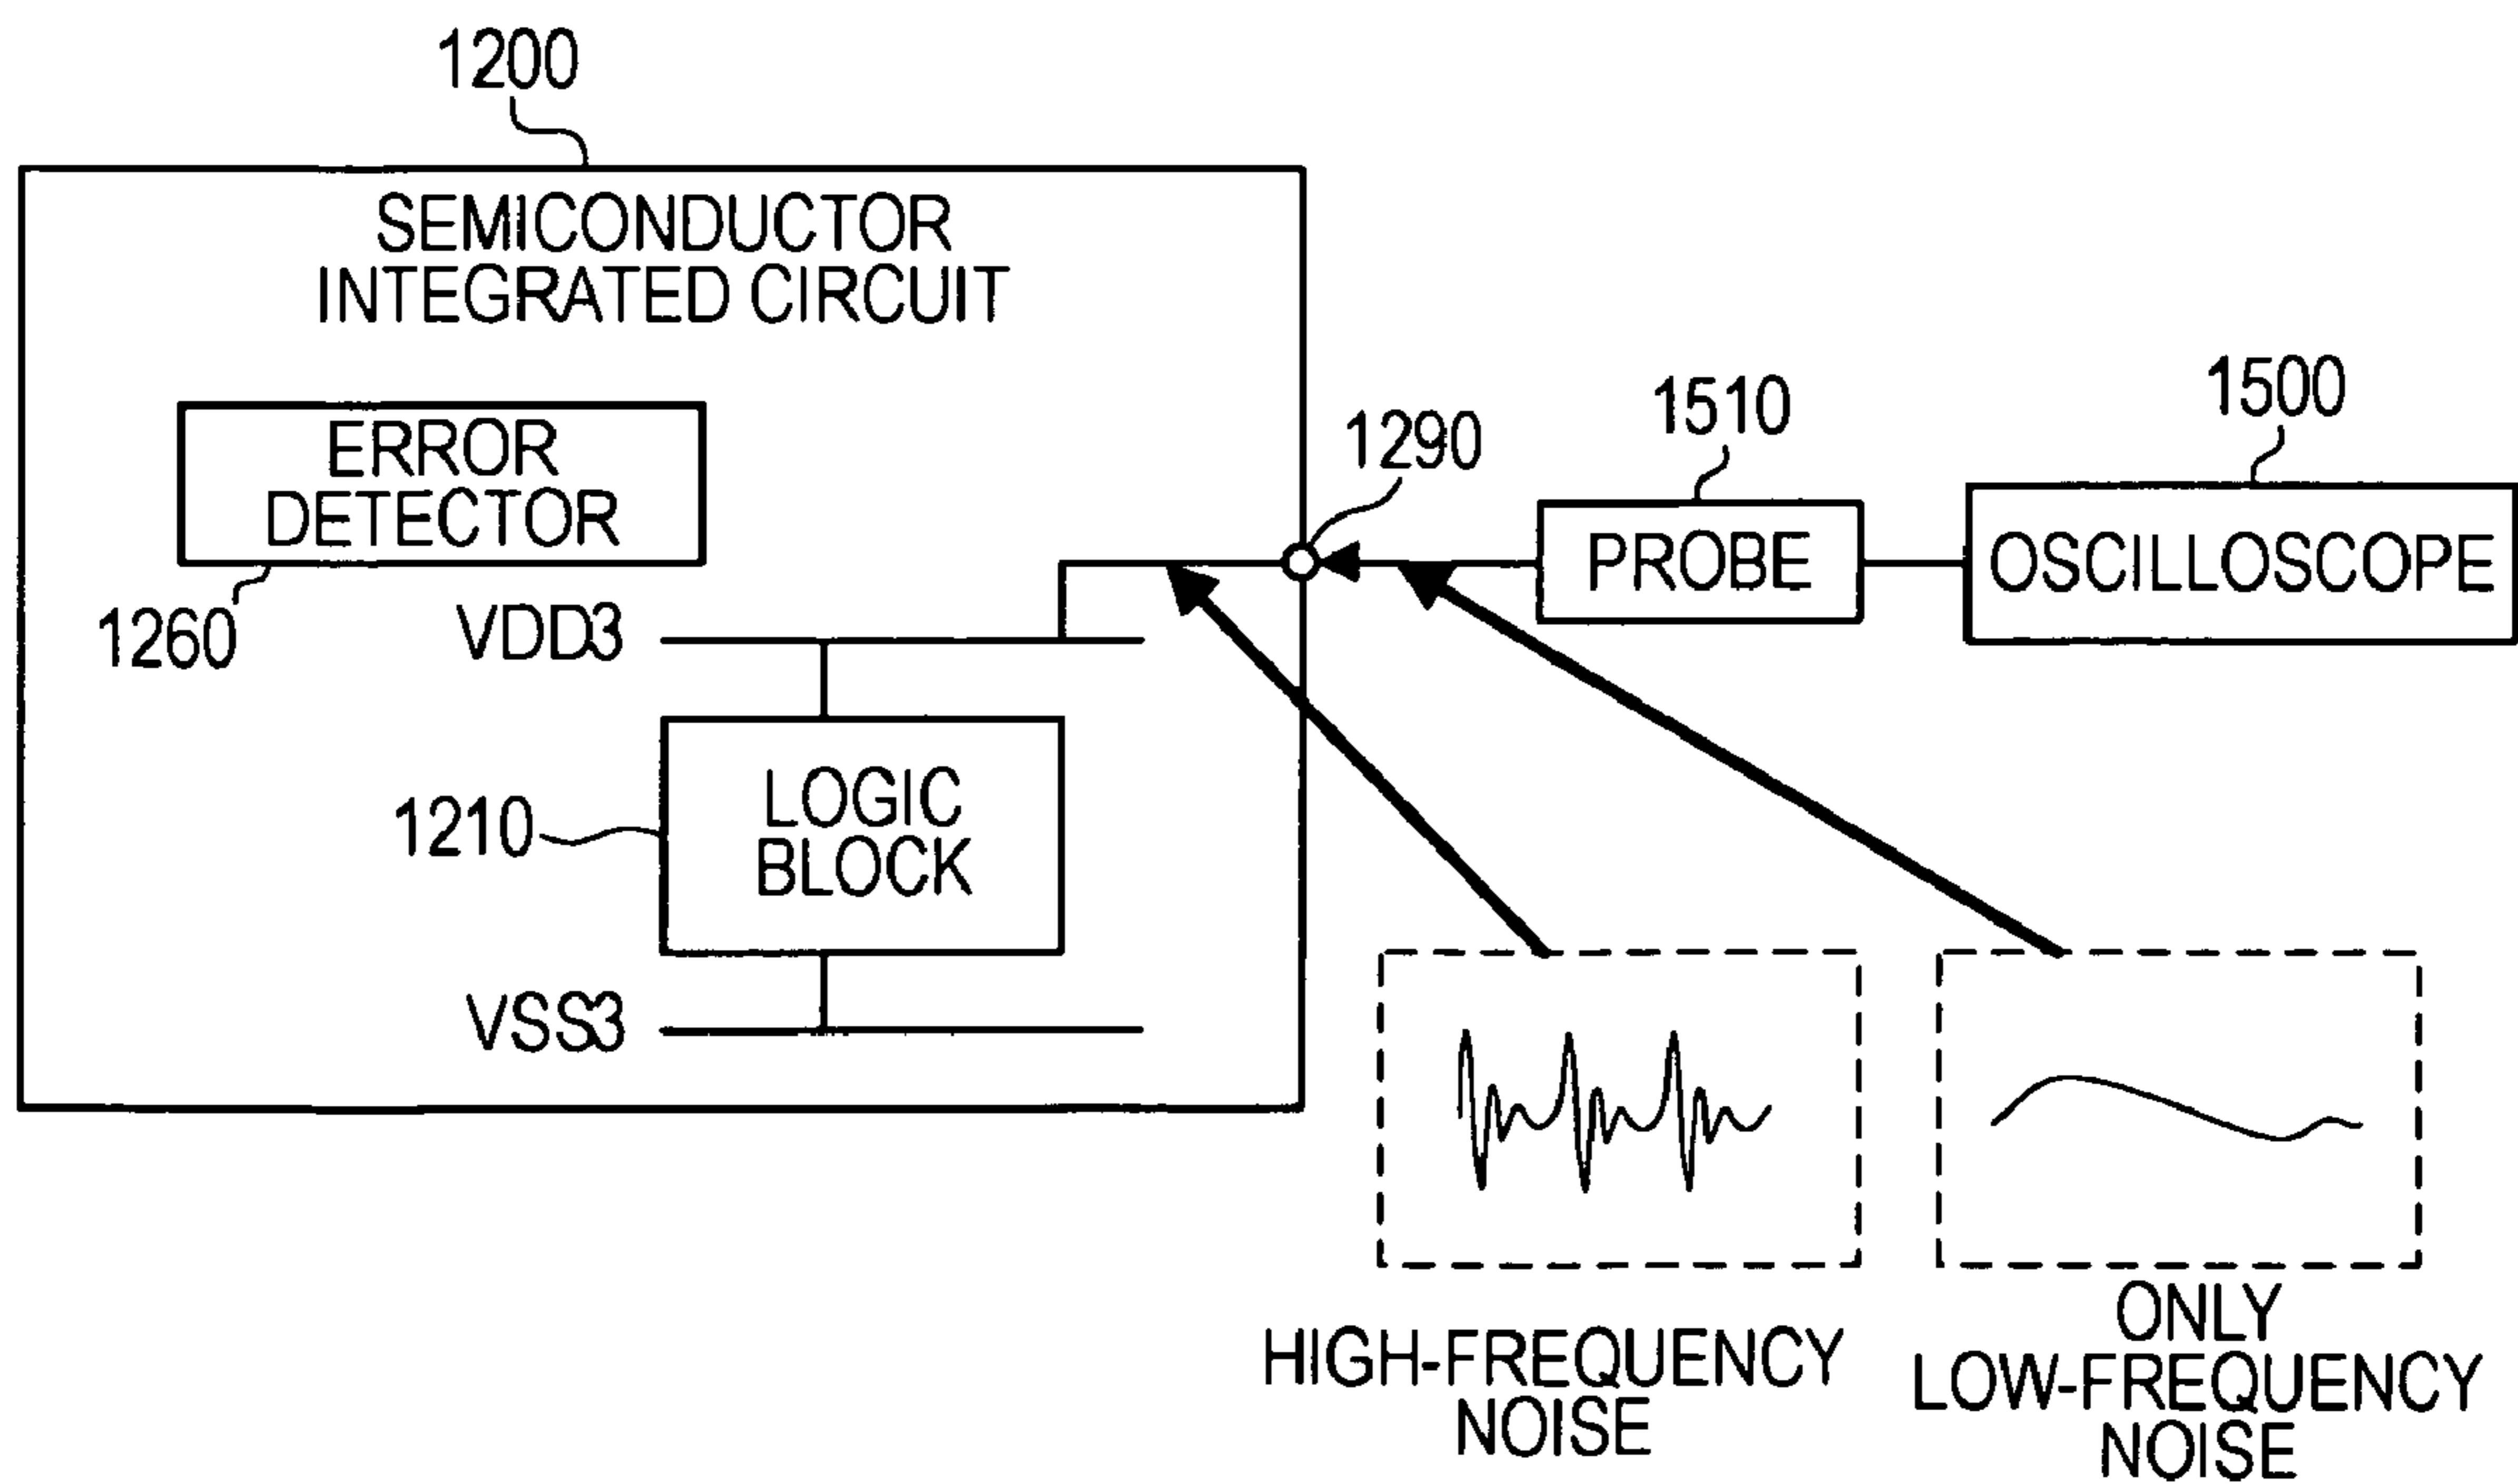 1200
SEMICONDUCTOR
INTEGRATED CIRCUIT
ERROR
DETECTOR
1260
1290
1510
PROBE
1500
OSCILLOSCOPE
VDD3
1210
LOGIC
BLOCK
VSS3
HIGH-FREQUENCY
NOISE
ONLY
LOW-FREQUENCY
NOISE